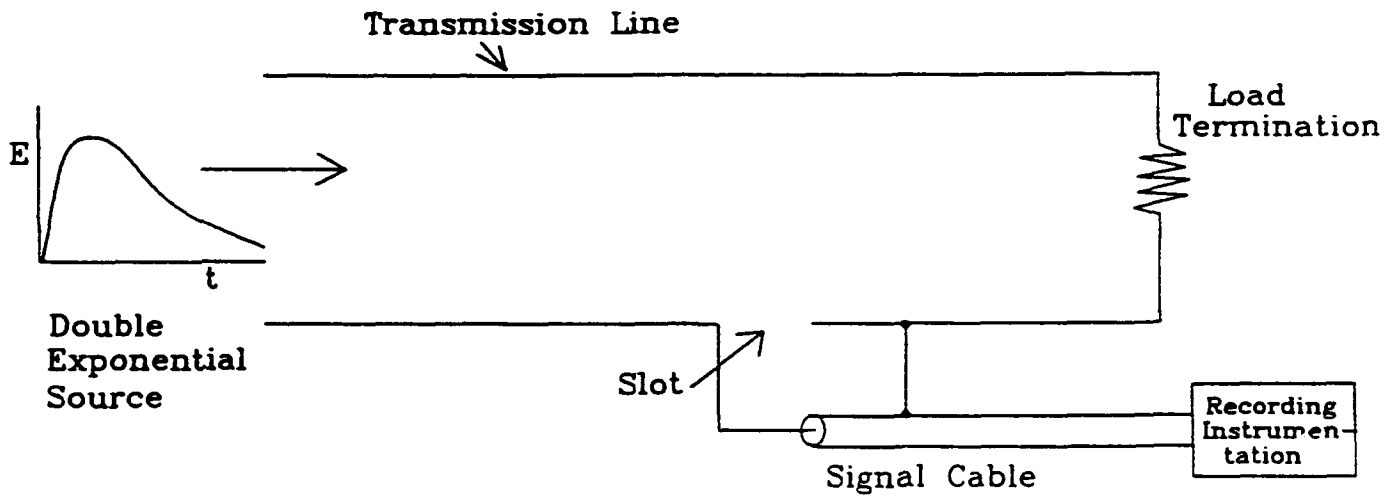 Transmission Line
Load
Termination
E
t
Double
Exponential
Source
Slot
Recording
Instrumen-
tation
Signal Cable